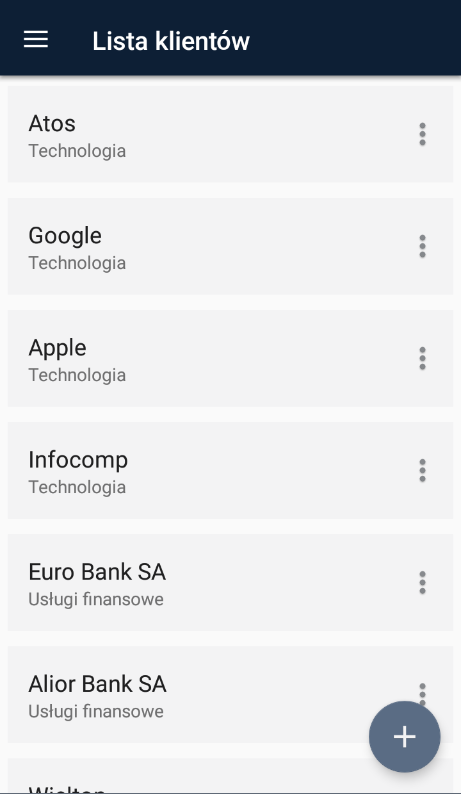 Lista klientów
Atos
Technologia
Google
Technologia
Apple
Technologia
Infocomp
Technologia
Euro Bank SA
Usługi finansowe
Alior Bank SA
Usługi finansowe